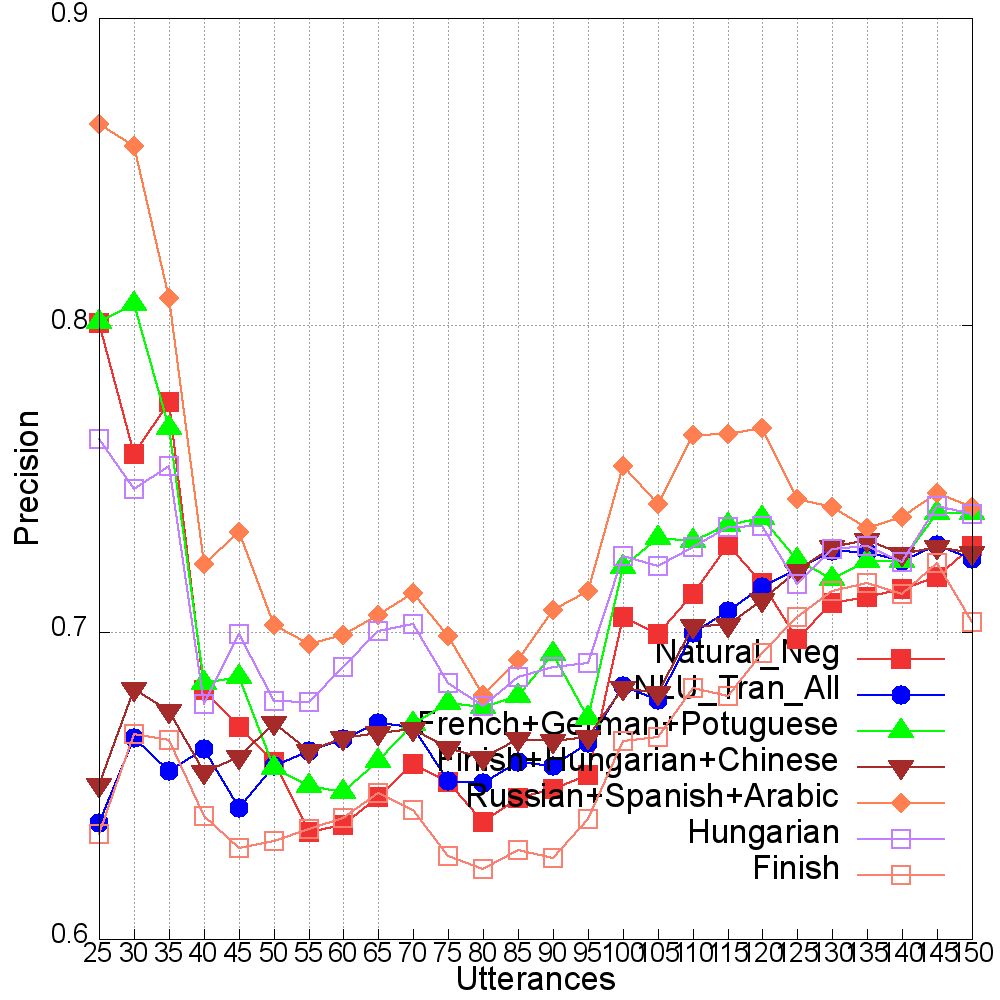 0.9
0.8
0.7
0.6
Precision
Natural_Neg
NLU_Tran_All
French+German+Potuguese
Finish+Hungarian+Chinese
Russian+Spanish+Arabic
Hungarian
Finish
25 30 35 40 45 50 55 60 65 70 75 80 85 90 95 100 105 110 115 120 125 130 135 140 145 150
Utterances